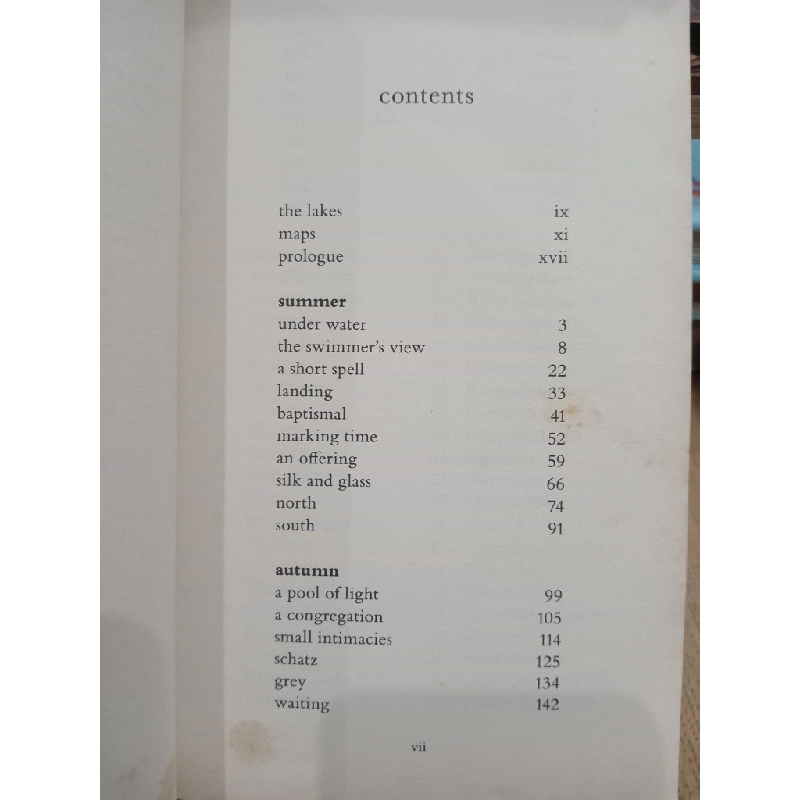 contents
the lakes ix
maps xi
prologue xvii
summer
under water 3
the swimmer's view 8
a short spell 22
landing 33
baptismal 41
marking time 52
an offering 59
silk and glass 66
north 74
south 91
autumn
a pool of light 99
a congregation 105
small intimacies 114
schatz 125
grey 134
waiting 142
vii